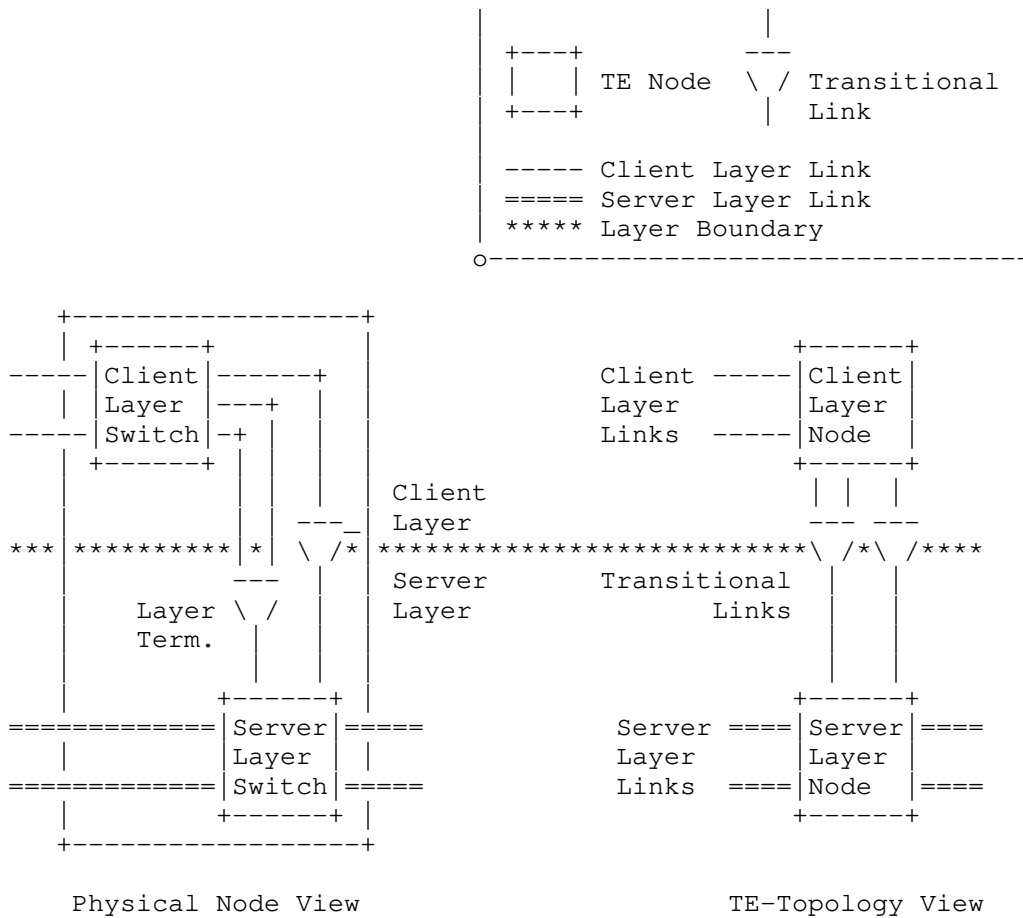 TE Node Transitional
Link
Client Layer Link
Server Layer Link
***** Layer Boundary
Client Client Client
Layer Layer Layer
Switch Links Node
Client
Layer
Server Transitional
Layer Layer Links
Term.
Server Server Server
Layer Layer Layer
Switch Links Node
Physical Node View TE-Topology View